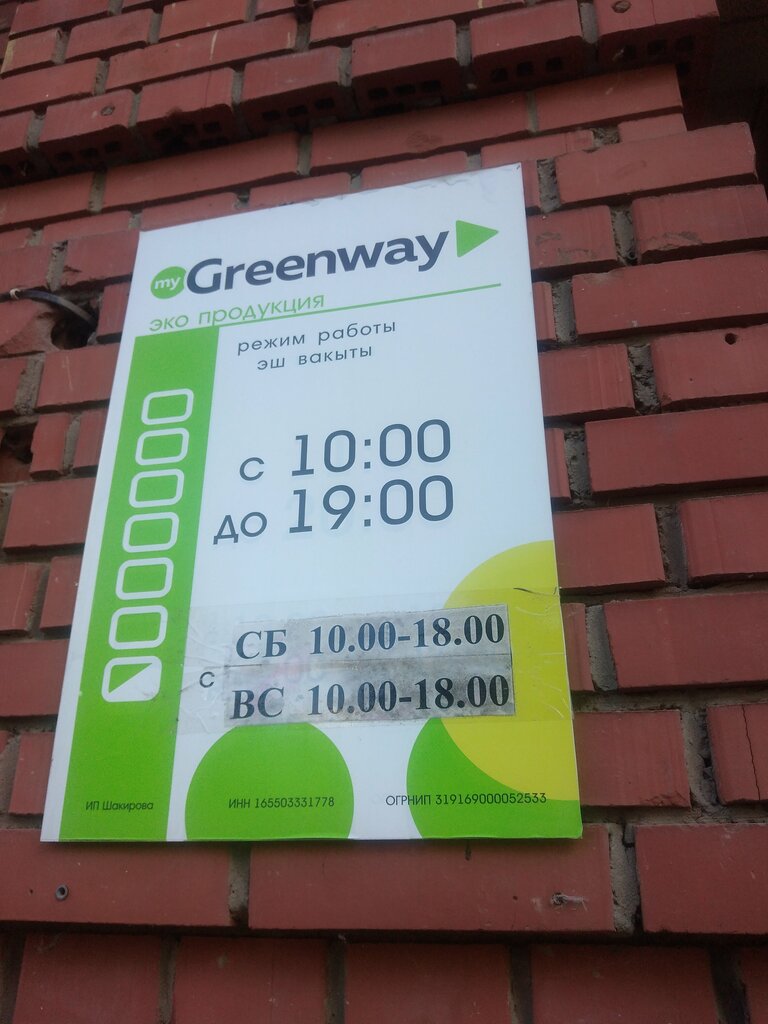 my Greenway
эко продукция
режим работы
эш вакыты
с 10:00
до 19:00
СБ 10.00-18.00
с
ВС 10.00-18.00
ИП Шакирова ИНН 165503331778 ОГРНИП 319169000052533